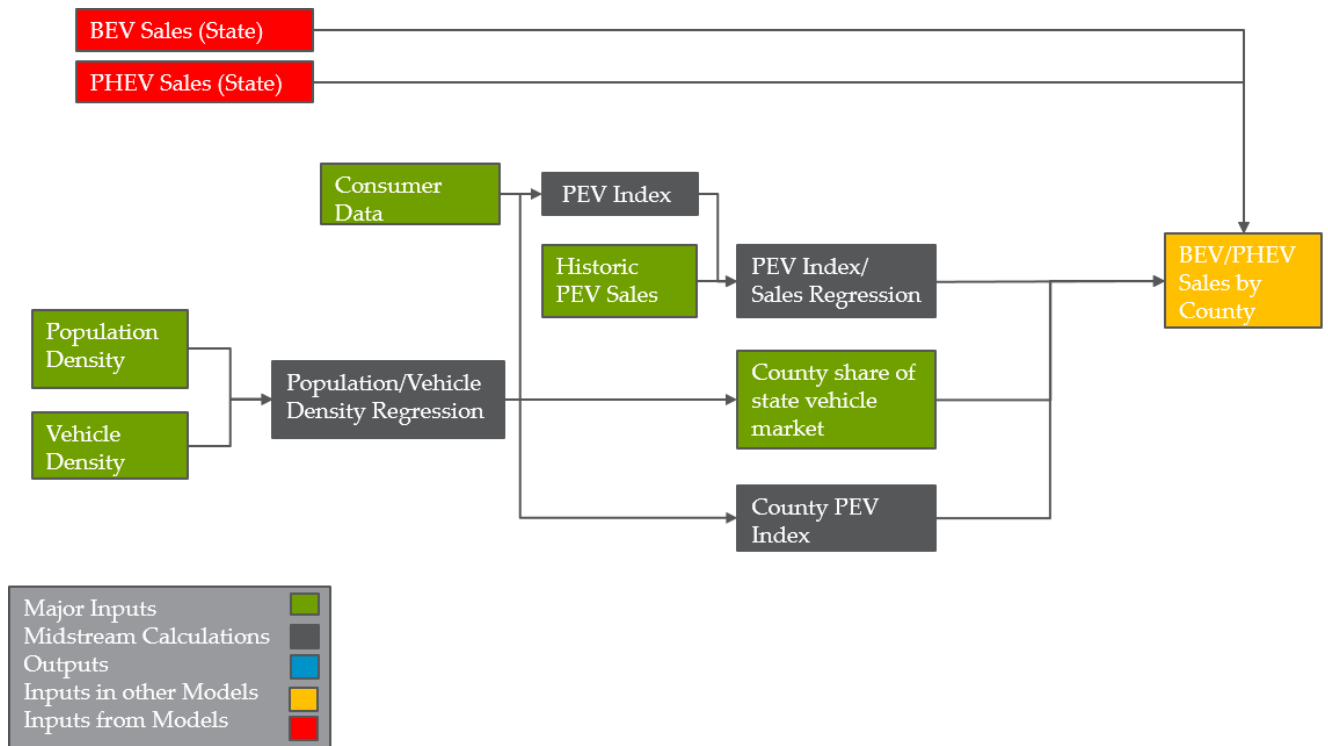 BEV Sales (State)
PHEV Sales (State)
Consumer
Data
PEV Index
Historic
PEV Sales
PEV Index/
Sales Regression
BEV/PHEV
Sales by
County
Population
Density
Vehicle
Density
Population/Vehicle
Density Regression
County share of
state vehicle
market
County PEV
Index
Major Inputs
Midstream Calculations
Outputs
Inputs in other Models
Inputs from Models